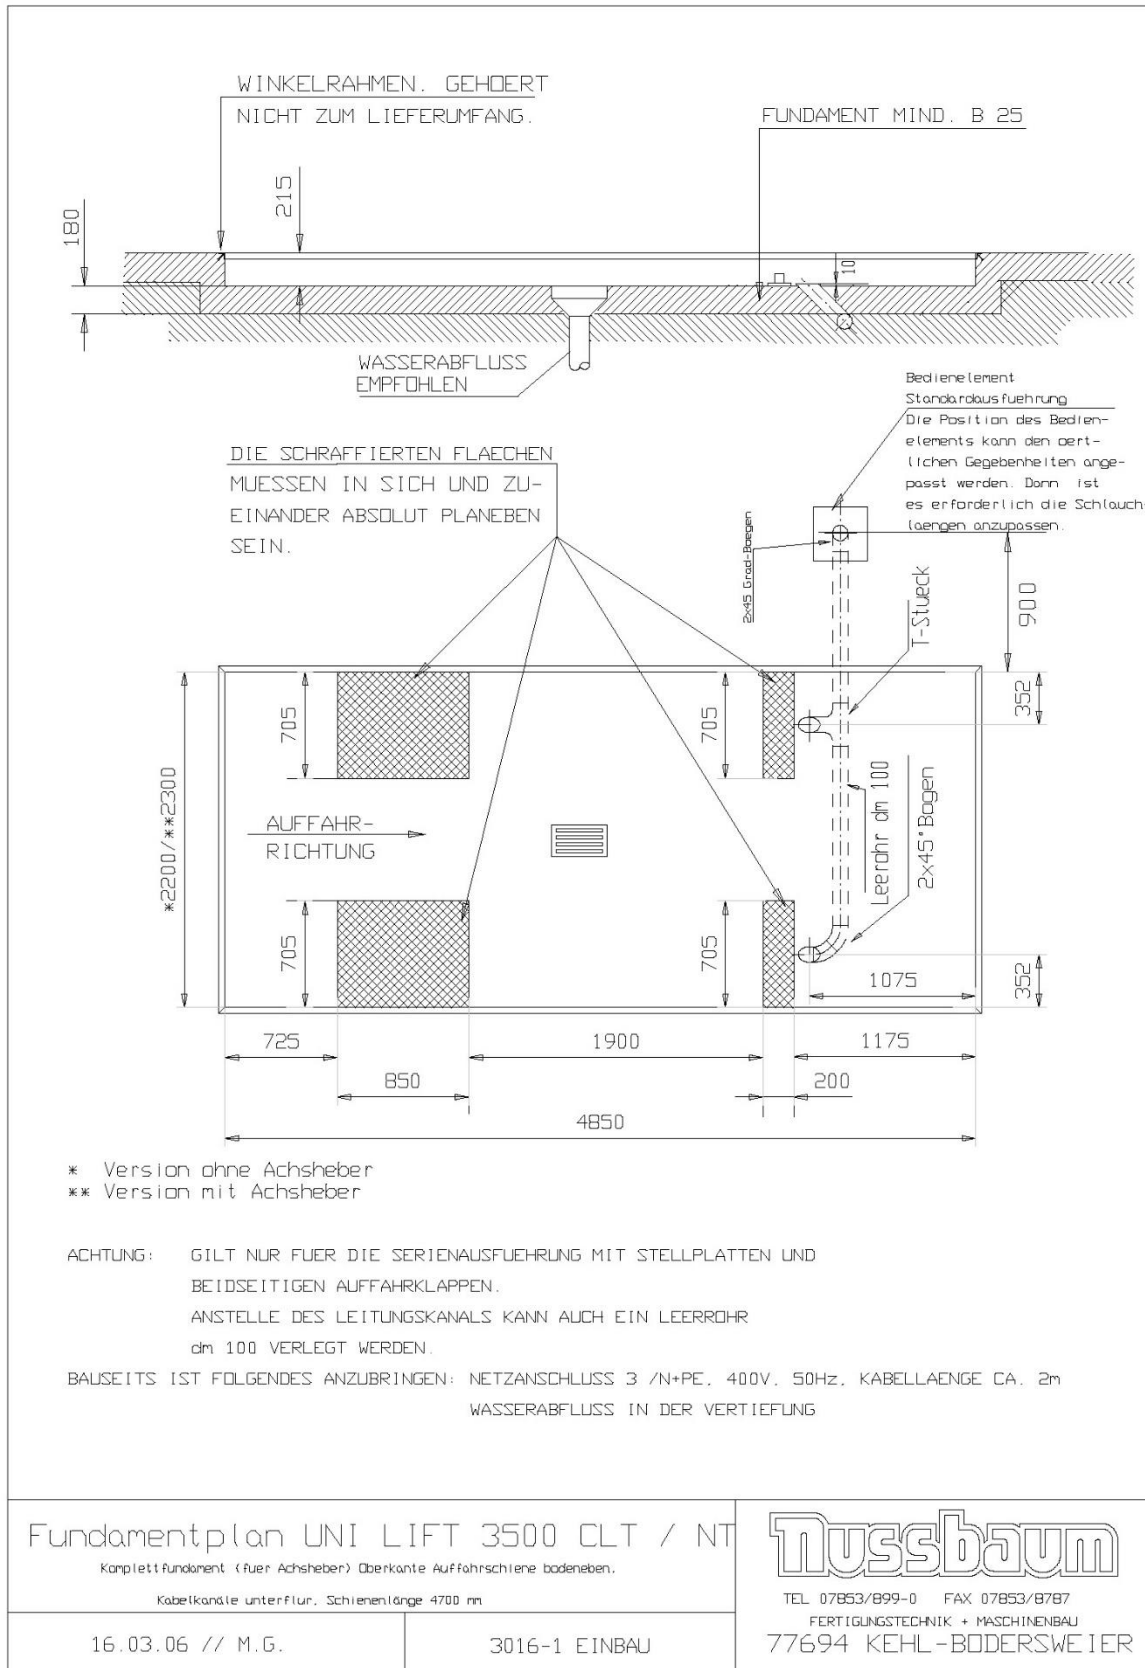 WINKELRAHMEN. GEHOERT
NICHT ZUM LIEFERUMFANG.
FUNDAMENT MIND. B 25
215
180
10
WASSERABFLUSS
EMPFOHLEN
Bedienelement
Standardausfuehrung
Die Position des Bedien-
elements kann den oert-
lichen Gegebenheiten ange-
passt werden. Dann ist
es erforderlich die Schlauch-
laengen anzupassen.
DIE SCHRAFFIERTEN FLAECHEN
MUESSEN IN SICH UND ZU-
EINANDER ABSOLUT PLANEBEN
SEIN.
2x45 Grad-Boegen
T-Stueck
900
705
705
352
*2200/**2300
AUFFAHR-
RICHTUNG
Leerohr dm 100
2x45°Bogen
705
705
352
1075
725
1900
1175
850
200
4850
* Version ohne Achsheber
** Version mit Achsheber
ACHTUNG: GILT NUR FUER DIE SERIENAUSFUEHRUNG MIT STELLPLATTEN UND
BEIDSEITIGEN AUFFAHRKLAPPEN.
ANSTELLE DES LEITUNGSKANALS KANN AUCH EIN LEERROHR
dm 100 VERLEGT WERDEN.
BAUSEITS IST FOLGENDES ANZUBRINGEN: NETZANSCHLUSS 3 /N+PE, 400V, 50Hz, KABELLAENGE CA. 2m
WASSERABFLUSS IN DER VERTIEFUNG
Fundamentplan UNI LIFT 3500 CLT / NT
Komplettfundament (fuer Achsheber) Oberkante Auffahrschiene bodeneben.
Kabelkanäle unterflur, Schienenlänge 4700 mm
16.03.06 // M.G.
3016-1 EINBAU
nussbaum
TEL 07853/899-0 FAX 07853/8787
FERTIGUNGSTECHNIK + MASCHINENBAU
77694 KEHL-BODERSWEIER